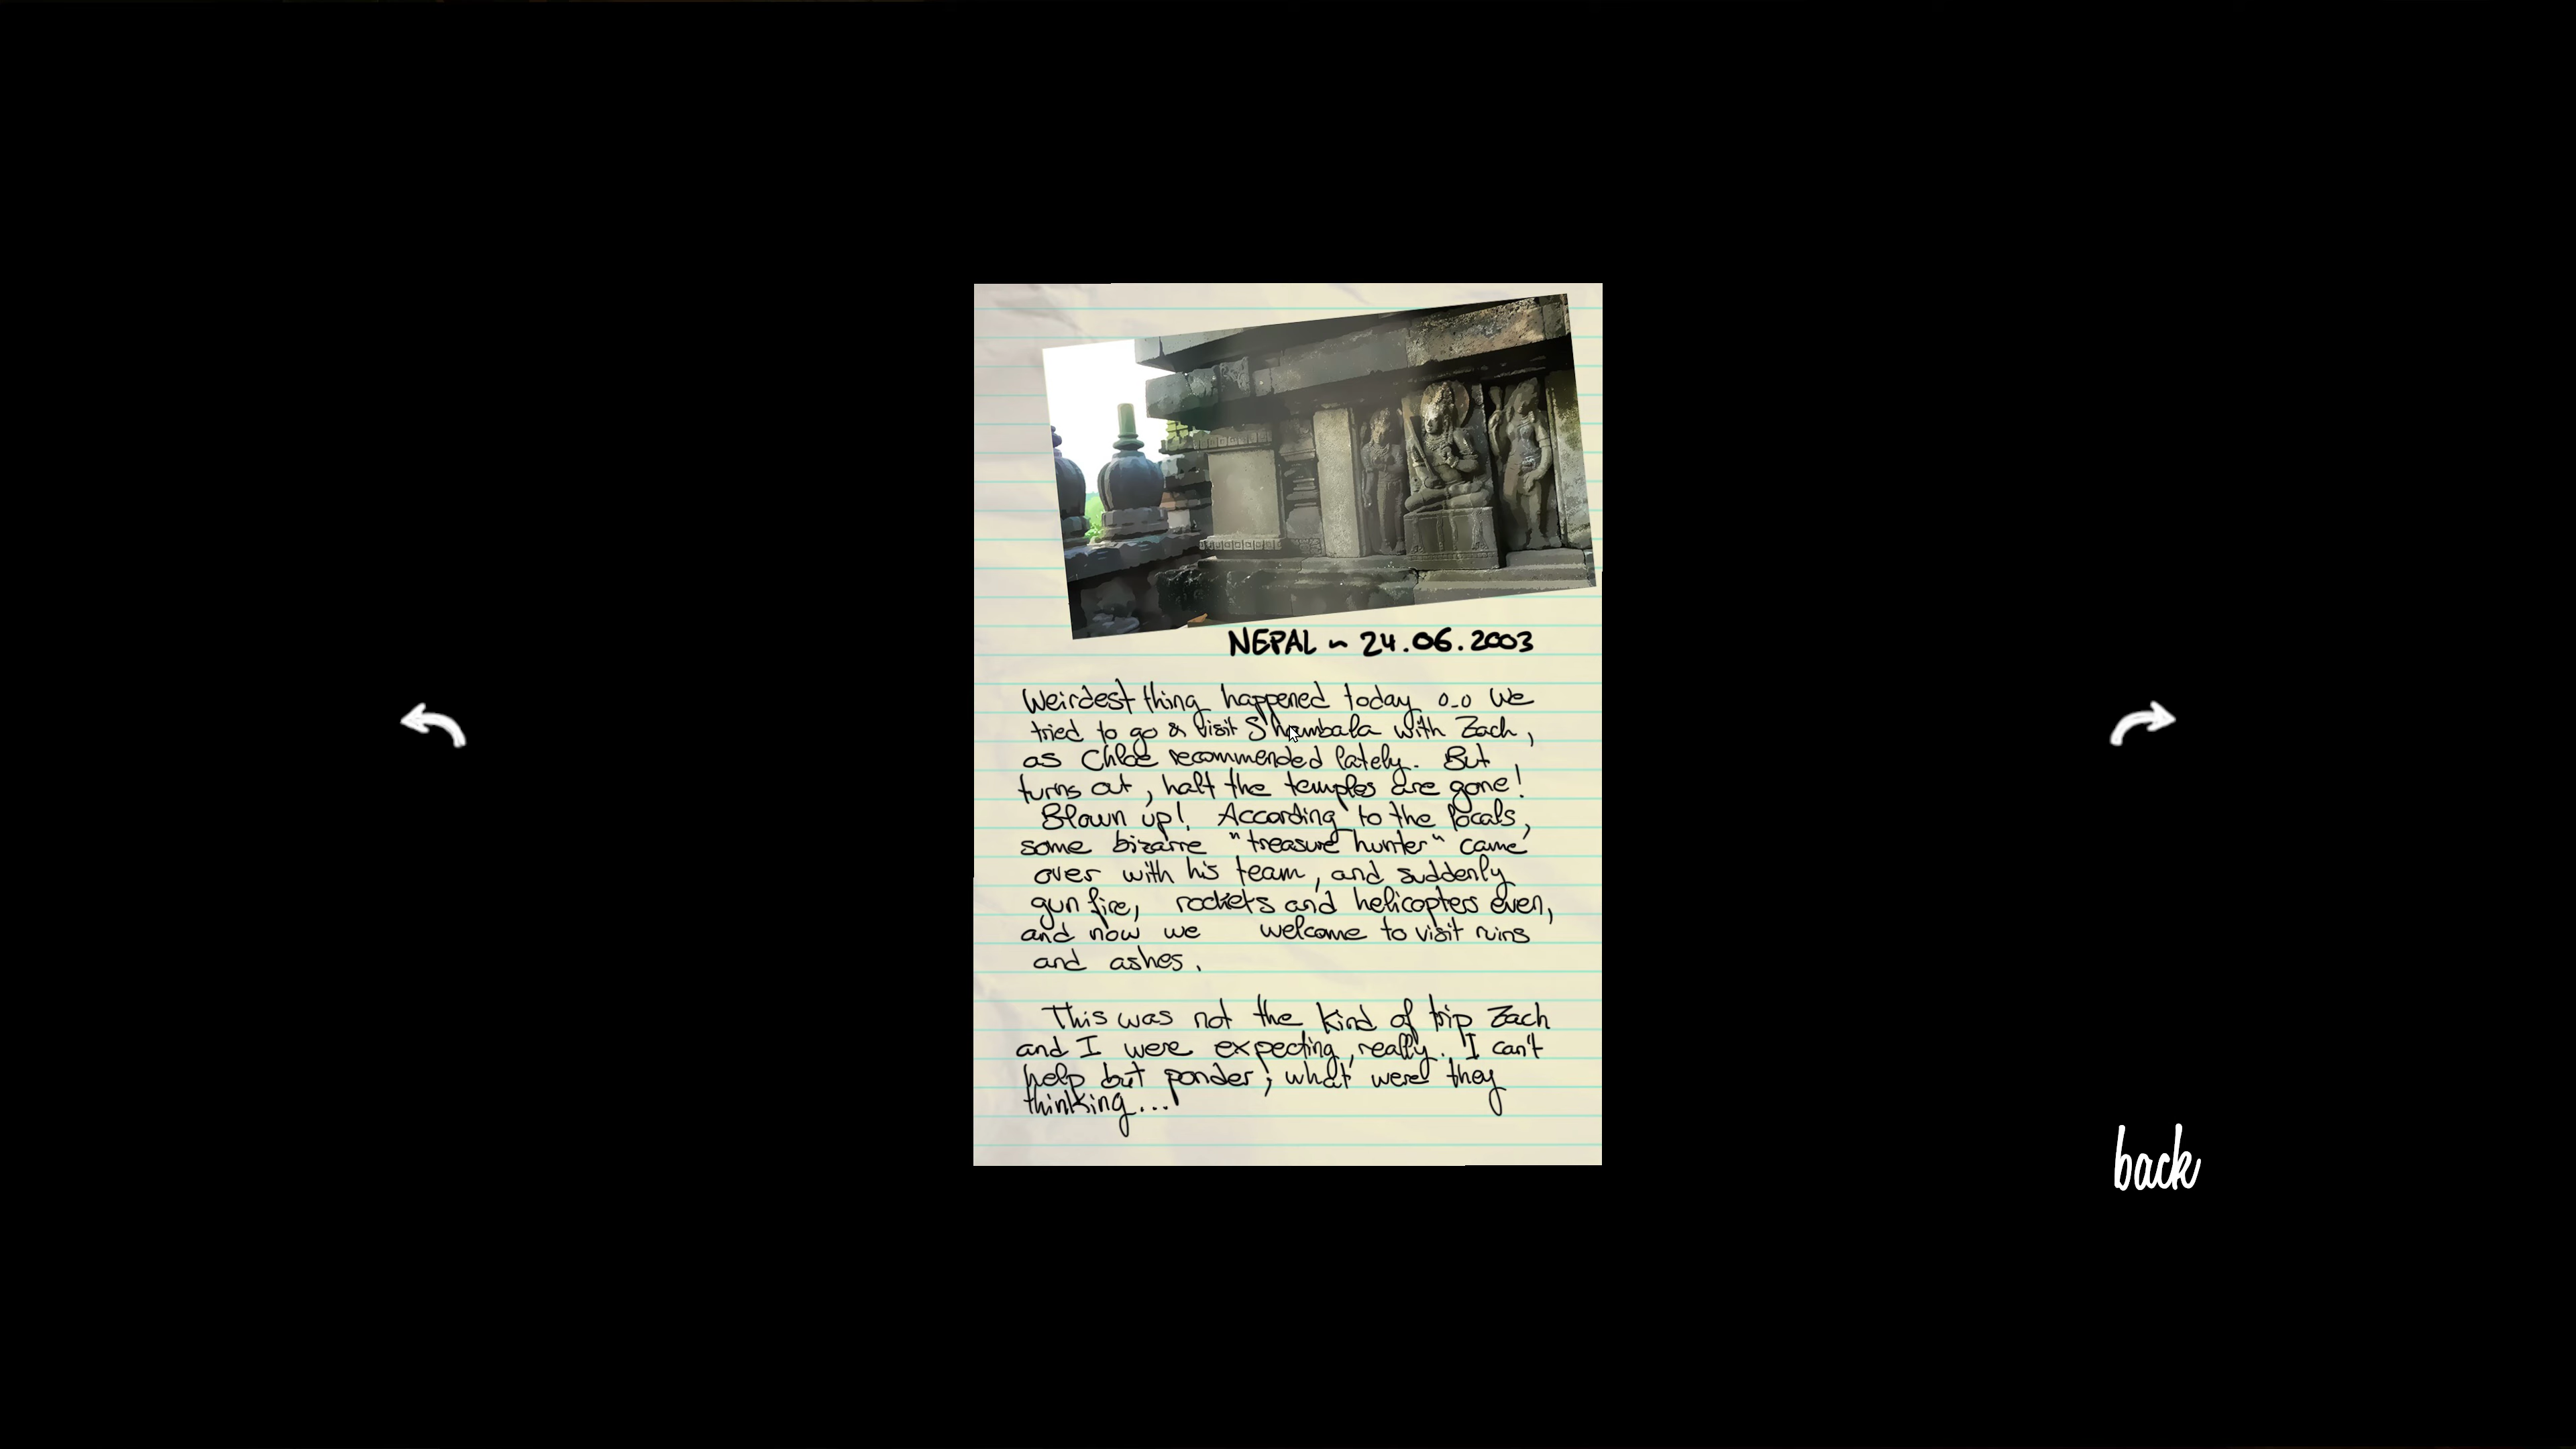 NEPAL ~ 24.06.2003
Weirdest thing happened today o_o We
tried to go & visit Shambala with Zach,
as Chloe recommended lately. But
turns out, half the temples are gone!
Blown up! According to the locals,
some bizarre "treasure hunter" came
over with his team, and suddenly
gun fire, rockets and helicopters even,
and now we welcome to visit ruins
and ashes.
This was not the kind of trip Zach
and I were expecting, really. I can't
help but ponder; what were they
thinking...
back